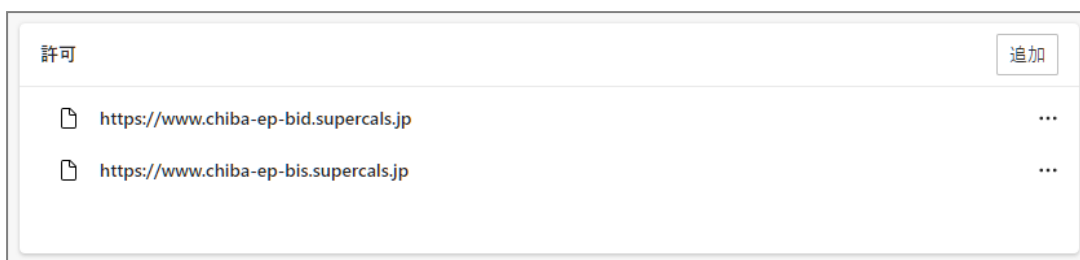 許可
追加
https://www.chiba-ep-bid.supercals.jp
https://www.chiba-ep-bis.supercals.jp